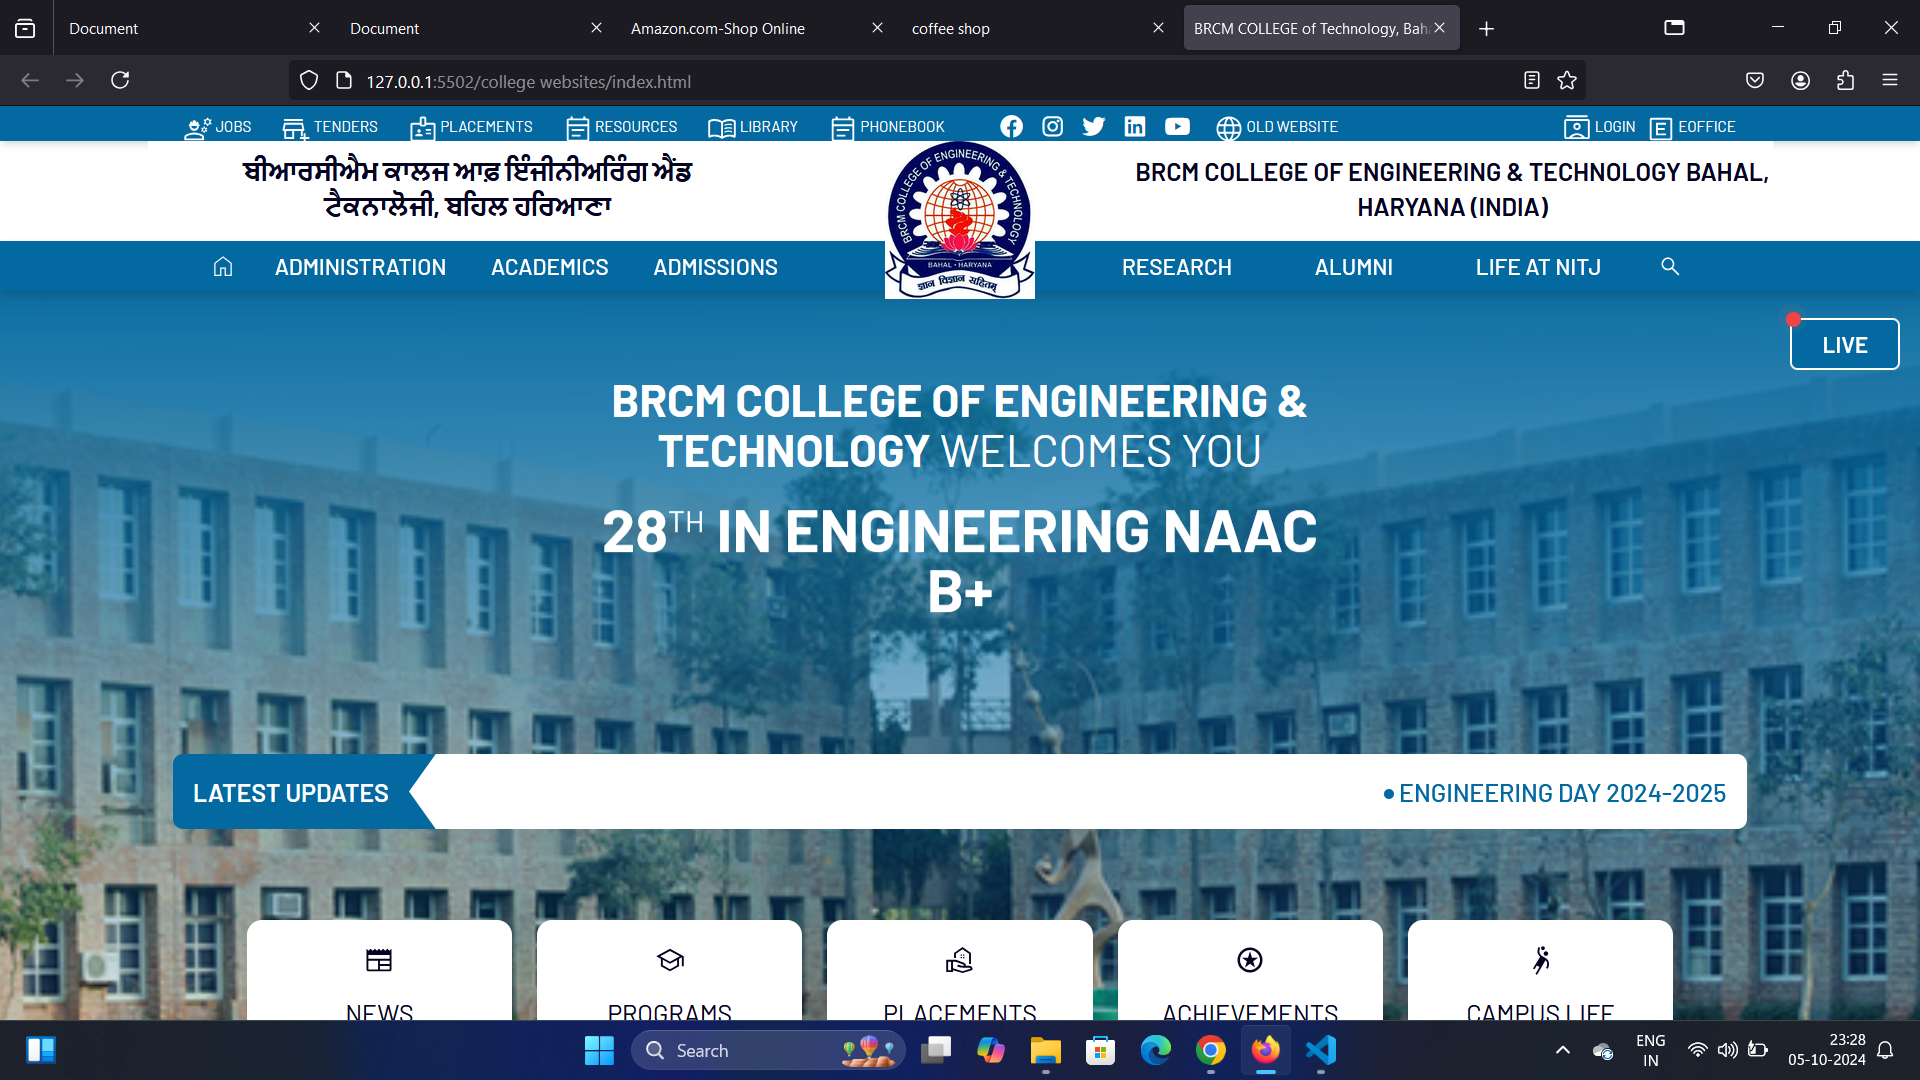 Document
Document
Amazon.com-Shop Online
coffee shop
BRCM COLLEGE of Technology, Bah
127.0.0.1:5502/college websites/index.html
JOBS
TENDERS
PLACEMENTS
RESOURCES
LIBRARY
PHONEBOOK
OLD WEBSITE
LOGIN
EOFFICE
ਬੀਆਰਸੀਐਮ ਕਾਲਜ ਆਫ਼ ਇੰਜੀਨੀਅਰਿੰਗ ਐਂਡ
ਟੈਕਨਾਲੋਜੀ, ਬਹਿਲ ਹਰਿਆਣਾ
BRCM COLLEGE OF ENGINEERING & TECHNOLOGY
BAHAL - HARYANA
ज्ञान विज्ञान सहितम्
BRCM COLLEGE OF ENGINEERING & TECHNOLOGY BAHAL,
HARYANA (INDIA)
ADMINISTRATION
ACADEMICS
ADMISSIONS
RESEARCH
ALUMNI
LIFE AT NITJ
LIVE
BRCM COLLEGE OF ENGINEERING &
TECHNOLOGY WELCOMES YOU
28TH IN ENGINEERING NAAC
B+
LATEST UPDATES
ENGINEERING DAY 2024-2025
NEWS
PROGRAMS
PLACEMENTS
ACHIEVEMENTS
CAMPUS LIFE
Search
ENG
IN
23:28
05-10-2024